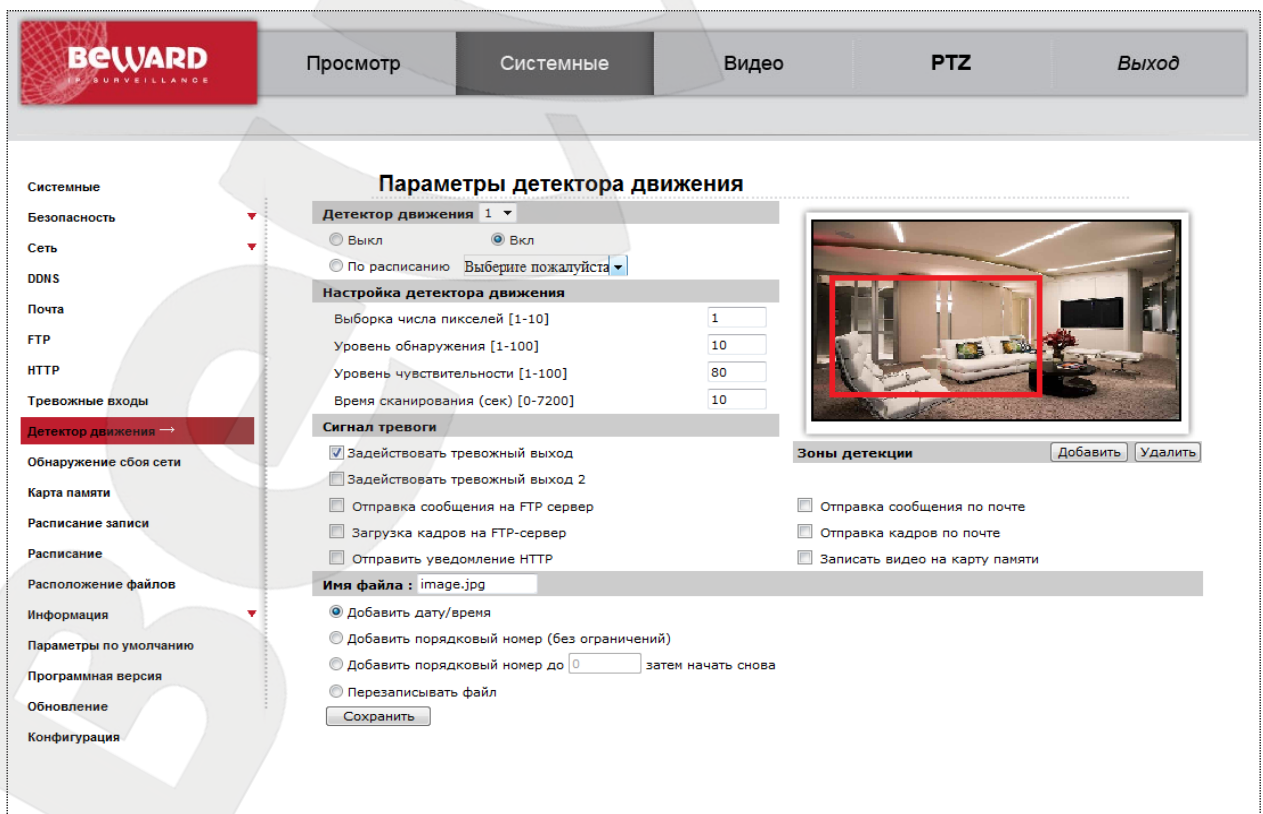 BEWARD
IP SURVEILLANCE
Просмотр
Системные
Видео
PTZ
Выход
Системные
Безопасность
Сеть
DDNS
Почта
FTP
HTTP
Тревожные входы
Детектор движения →
Обнаружение сбоя сети
Карта памяти
Расписание записи
Расписание
Расположение файлов
Информация
Параметры по умолчанию
Программная версия
Обновление
Конфигурация
Параметры детектора движения
Детектор движения 1
Выкл Вкл
По расписанию Выберите пожалуйста
Настройка детектора движения
Выборка числа пикселей [1-10] 1
Уровень обнаружения [1-100] 10
Уровень чувствительности [1-100] 80
Время сканирования (сек) [0-7200] 10
Сигнал тревоги
Задействовать тревожный выход
Зоны детекции Добавить Удалить
Задействовать тревожный выход 2
Отправка сообщения на FTP сервер Отправка сообщения по почте
Загрузка кадров на FTP-сервер Отправка кадров по почте
Отправить уведомление HTTP Записать видео на карту памяти
Имя файла : image.jpg
Добавить дату/время
Добавить порядковый номер (без ограничений)
Добавить порядковый номер до 0 затем начать снова
Перезаписывать файл
Сохранить